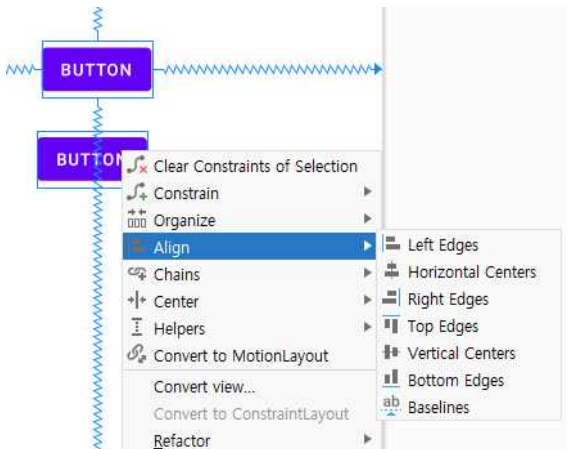 BUTTON
BUTTON
Clear Constraints of Selection
Constrain
Organize
Align
Chains
Center
Helpers
Convert to MotionLayout
Convert view...
Convert to ConstraintLayout
Refactor
Left Edges
Horizontal Centers
Right Edges
Top Edges
Vertical Centers
Bottom Edges
ab Baselines